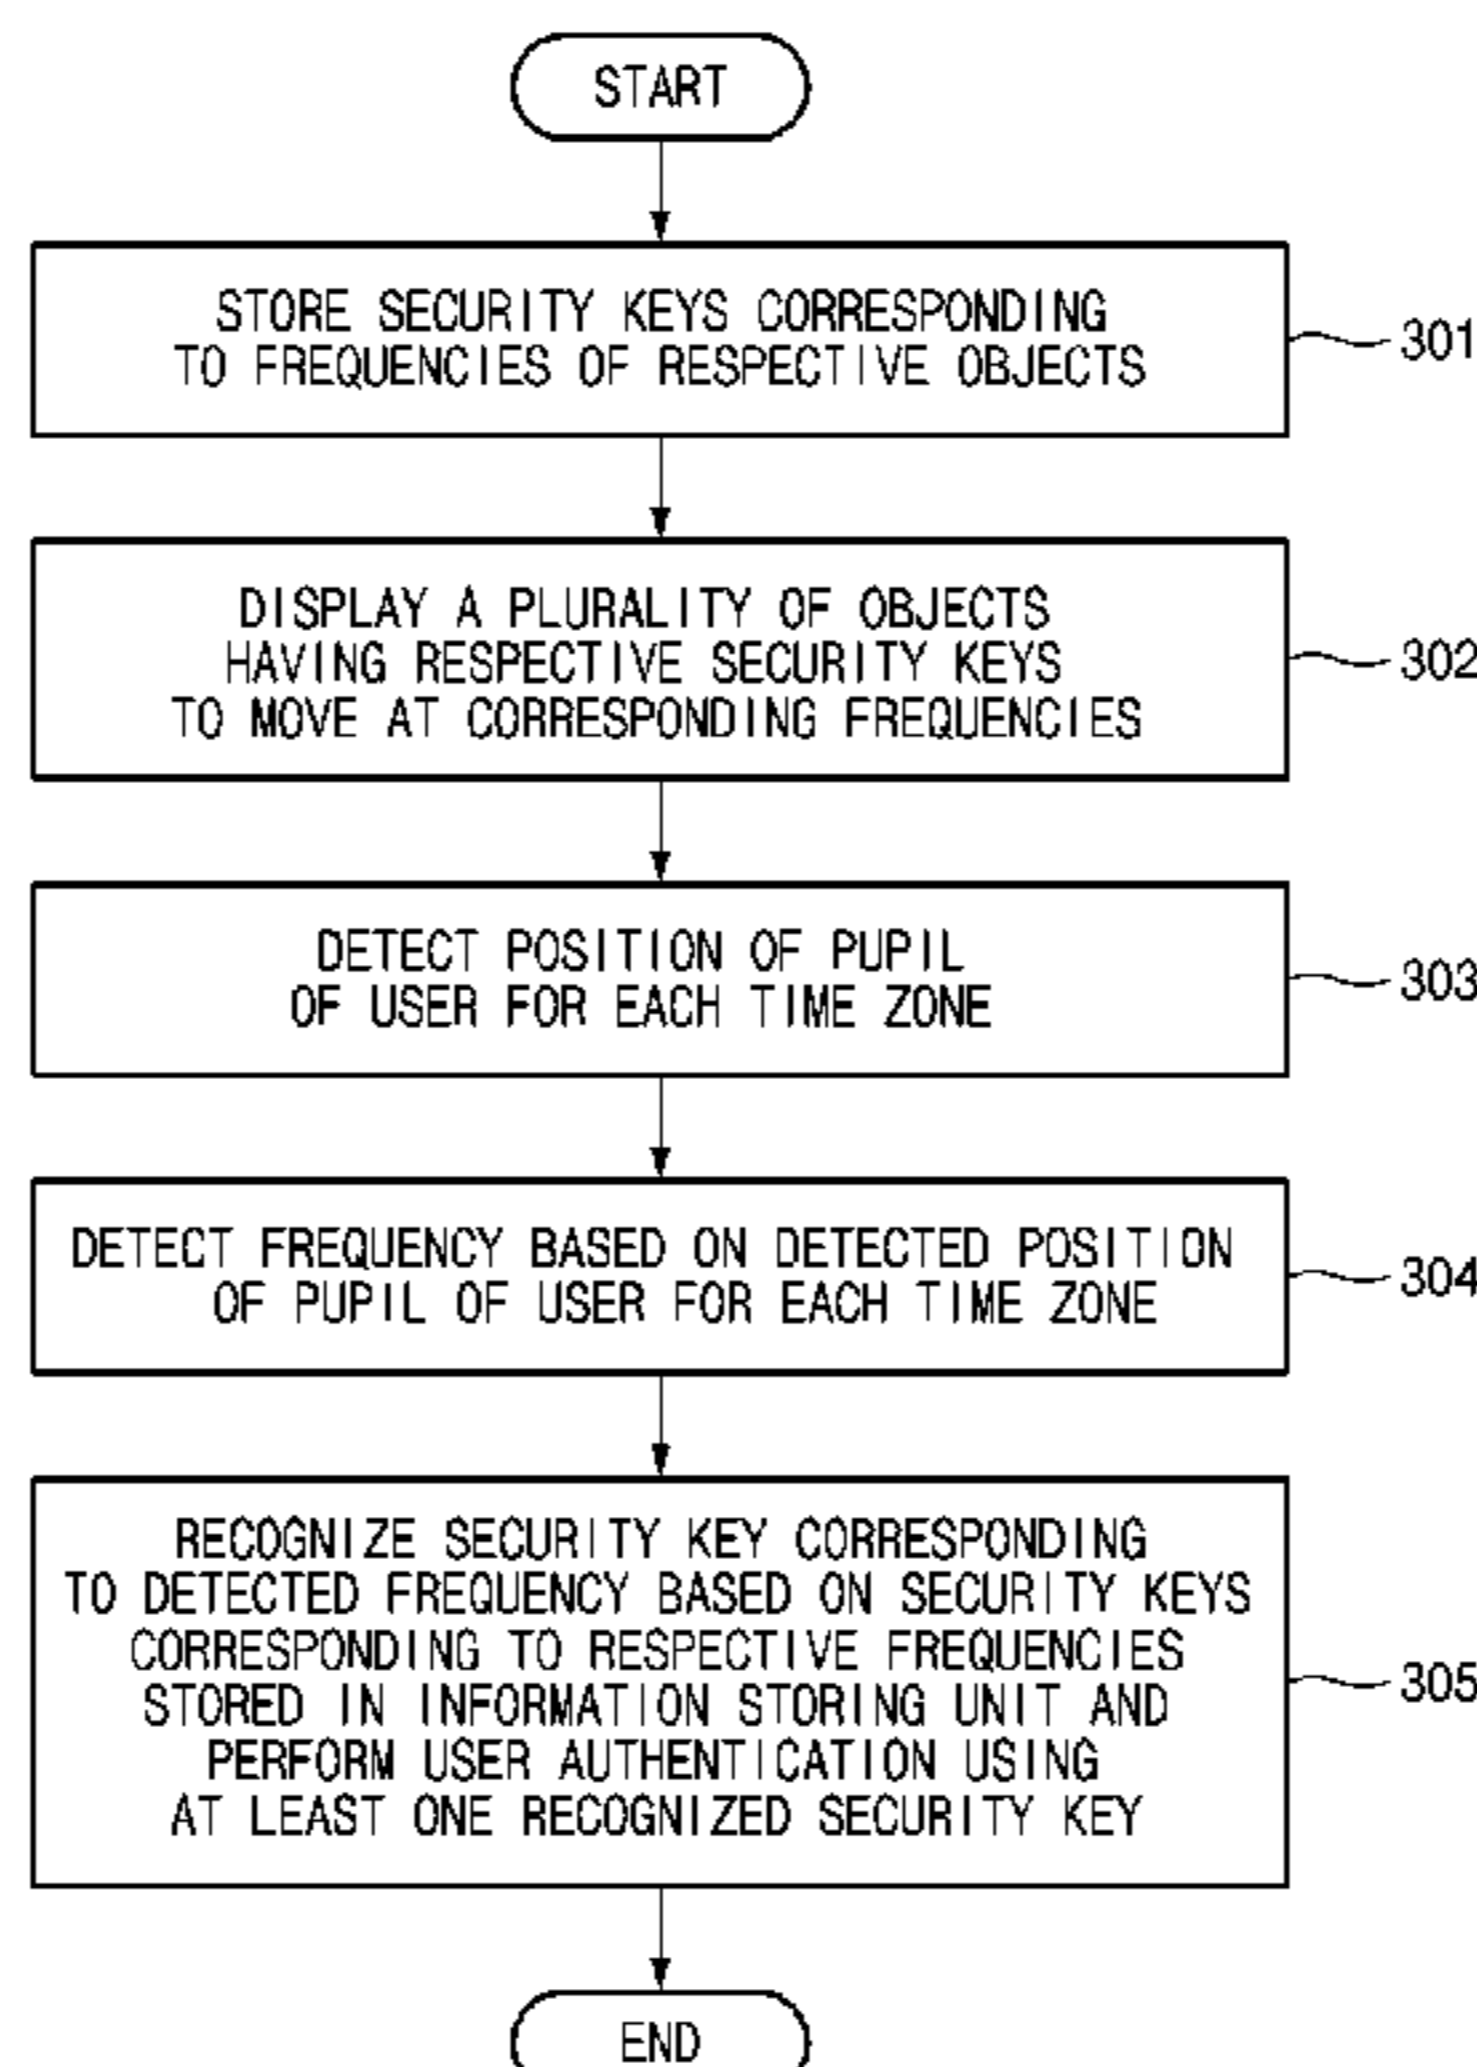 START
STORE SECURITY KEYS CORRESPONDING
TO FREQUENCIES OF RESPECTIVE OBJECTS
301
DISPLAY A PLURALITY OF OBJECTS
HAVING RESPECTIVE SECURITY KEYS
TO MOVE AT CORRESPONDING FREQUENCIES
302
DETECT POSITION OF PUPIL
OF USER FOR EACH TIME ZONE
303
DETECT FREQUENCY BASED ON DETECTED POSITION
OF PUPIL OF USER FOR EACH TIME ZONE
304
RECOGNIZE SECURITY KEY CORRESPONDING
TO DETECTED FREQUENCY BASED ON SECURITY KEYS
CORRESPONDING TO RESPECTIVE FREQUENCIES
STORED IN INFORMATION STORING UNIT AND
PERFORM USER AUTHENTICATION USING
AT LEAST ONE RECOGNIZED SECURITY KEY
305
END